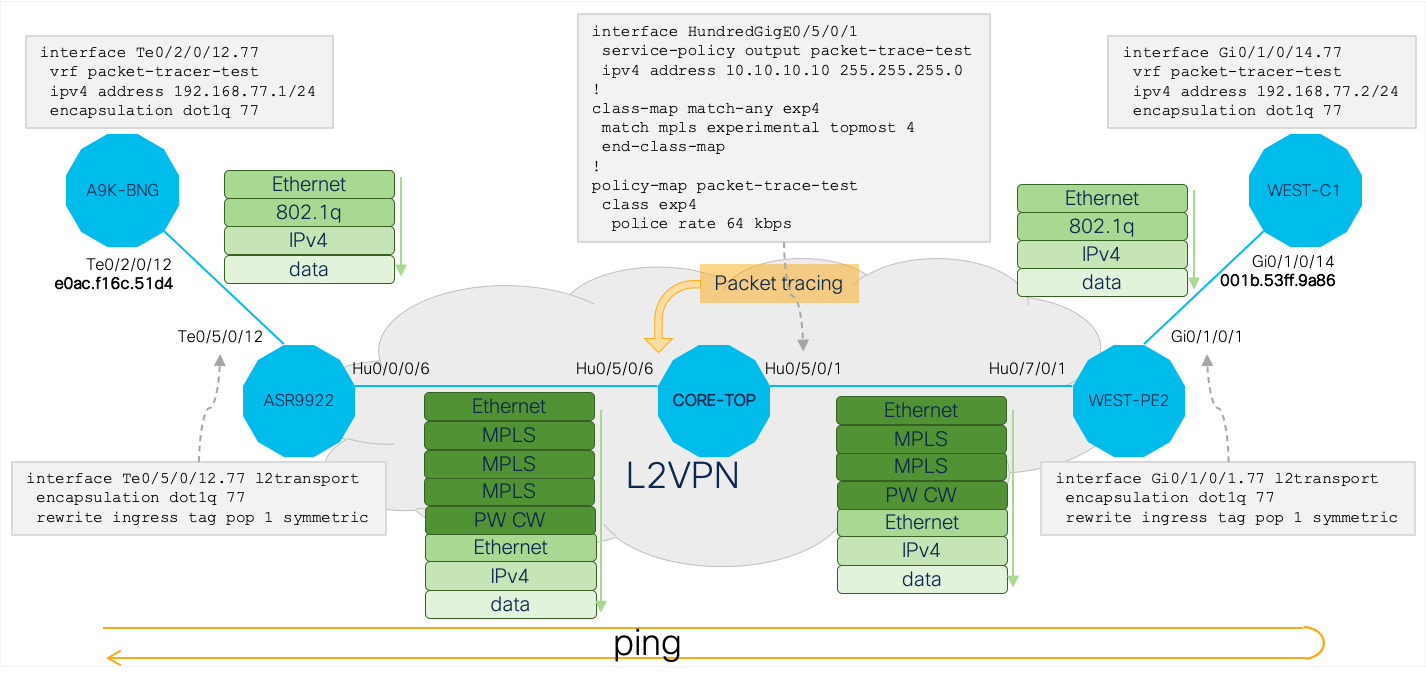 interface Te0/2/0/12.77
vrf packet-tracer-test
ipv4 address 192.168.77.1/24
encapsulation dot1q 77
interface HundredGigE0/5/0/1
service-policy output packet-trace-test
ipv4 address 10.10.10.10 255.255.255.0
!
class-map match-any exp4
match mpls experimental topmost 4
end-class-map
!
policy-map packet-trace-test
class exp4
police rate 64 kbps
interface Gi0/1/0/14.77
vrf packet-tracer-test
ipv4 address 192.168.77.2/24
encapsulation dot1q 77
A9K-BNG
Ethernet
802.1q
IPv4
data
Ethernet
802.1q
IPv4
data
WEST-C1
Te0/2/0/12
e0ac.f16c.51d4
Gi0/1/0/14
001b.53ff.9a86
Packet tracing
Te0/5/0/12
Gi0/1/0/1
ASR9922
Hu0/0/0/6
Hu0/5/0/6
CORE-TOP
Hu0/5/0/1
Hu0/7/0/1
WEST-PE2
Ethernet
MPLS
MPLS
MPLS
PW CW
Ethernet
IPv4
data
L2VPN
Ethernet
MPLS
MPLS
PW CW
Ethernet
IPv4
data
interface Te0/5/0/12.77 l2transport
encapsulation dot1q 77
rewrite ingress tag pop 1 symmetric
interface Gi0/1/0/1.77 l2transport
encapsulation dot1q 77
rewrite ingress tag pop 1 symmetric
ping